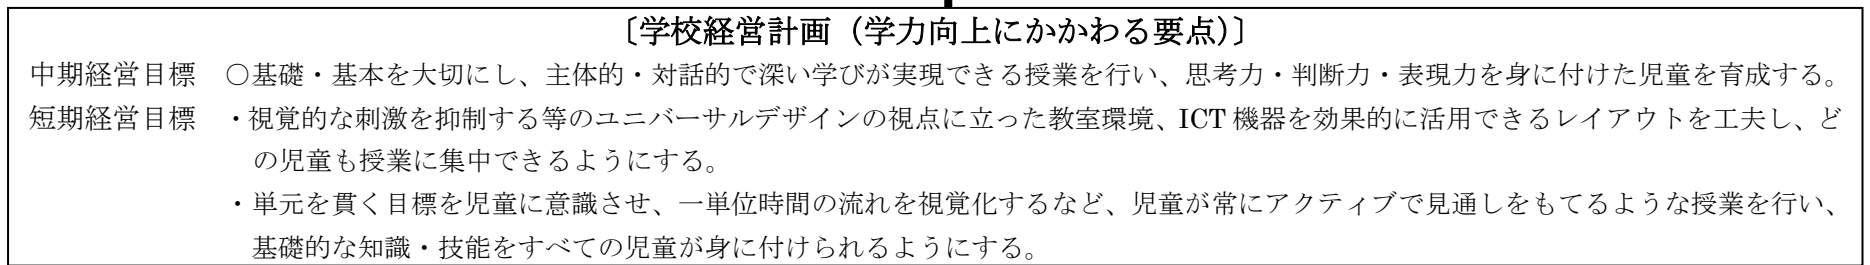 〔学校経営計画（学力向上にかかわる要点）〕
中期経営目標　○基礎・基本を大切にし、主体的・対話的で深い学びが実現できる授業を行い、思考力・判断力・表現力を身に付けた児童を育成する。
短期経営目標　・視覚的な刺激を抑制する等のユニバーサルデザインの視点に立った教室環境、ICT 機器を効果的に活用できるレイアウトを工夫し、ど
の児童も授業に集中できるようにする。
・単元を貫く目標を児童に意識させ、一単位時間の流れを視覚化するなど、児童が常にアクティブで見通しをもてるような授業を行い、
基礎的な知識・技能をすべての児童が身に付けられるようにする。